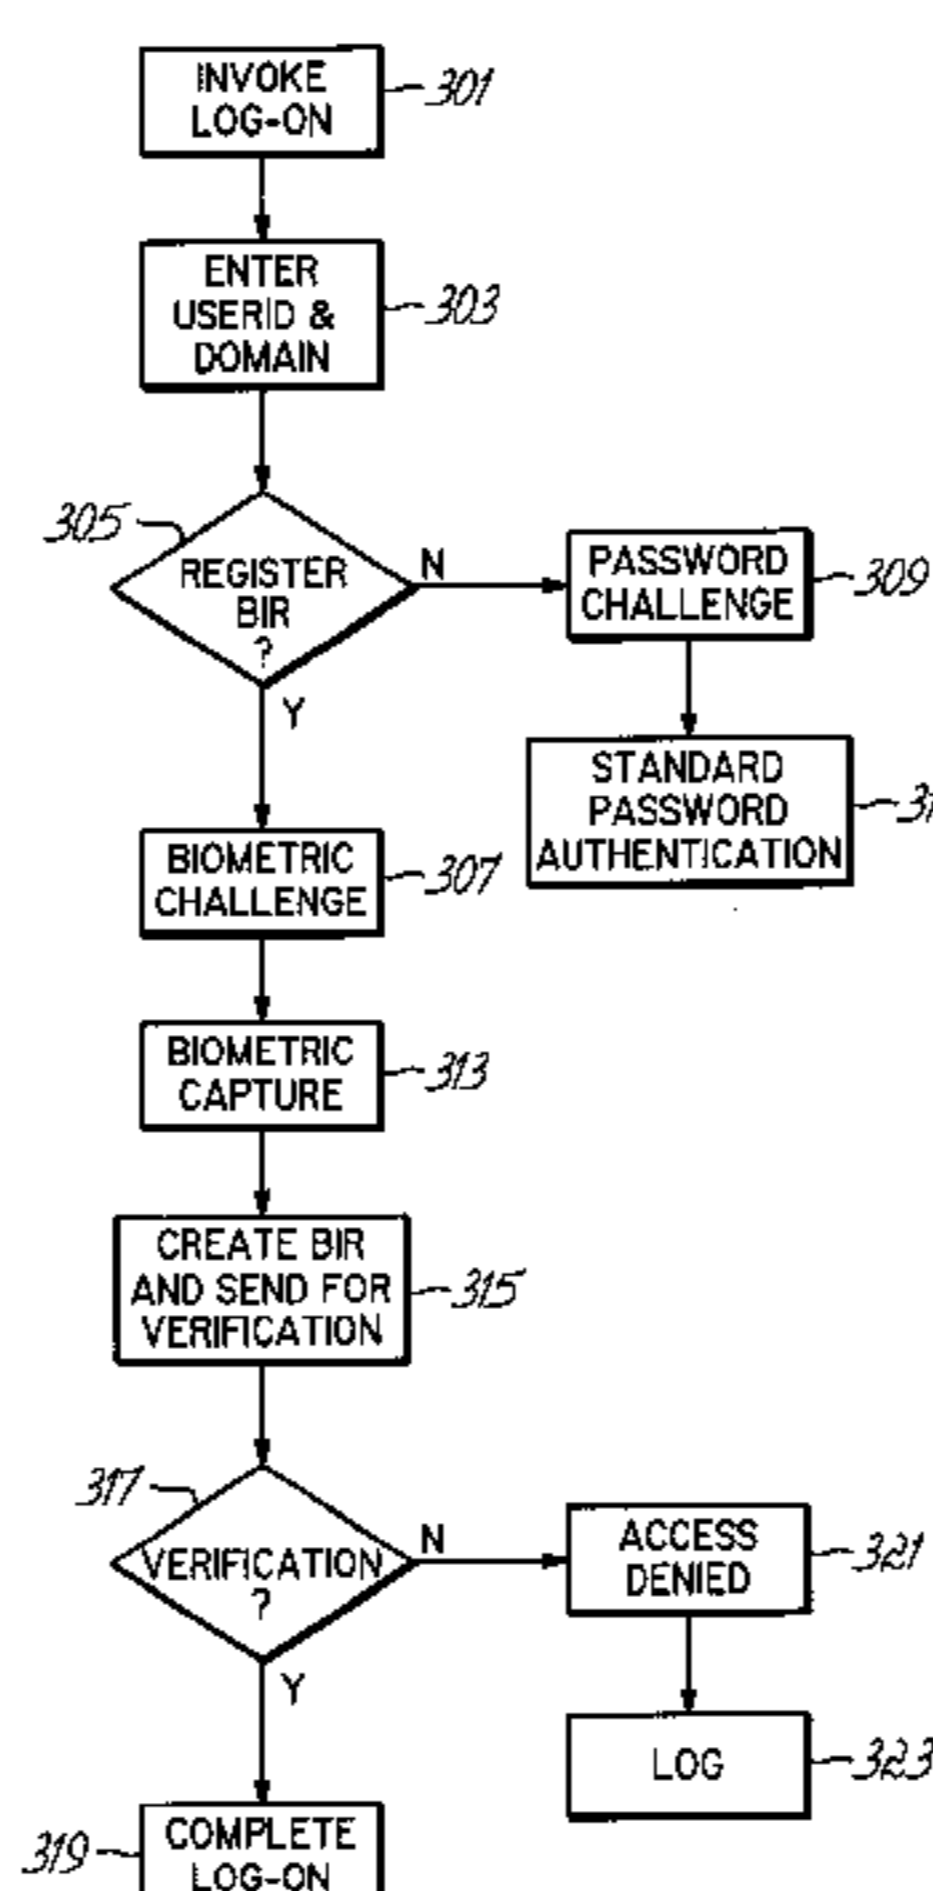 INVOKE
LOG-ON
301
ENTER
USERID &
DOMAIN
303
305
REGISTER
BIR
?
N
Y
PASSWORD
CHALLENGE
309
STANDARD
PASSWORD
AUTHENTICATION
BIOMETRIC
CHALLENGE
307
BIOMETRIC
CAPTURE
313
CREATE BIR
AND SEND FOR
VERIFICATION
315
317
VERIFICATION
?
N
Y
ACCESS
DENIED
321
LOG
323
COMPLETE
LOG-ON
319